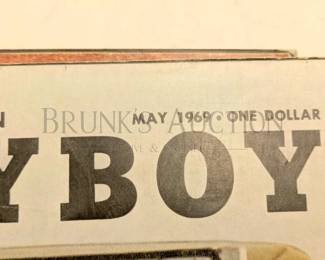 N MAY 1969 • ONE DOLLAR
BRUNK'S AUCTION
YBOY